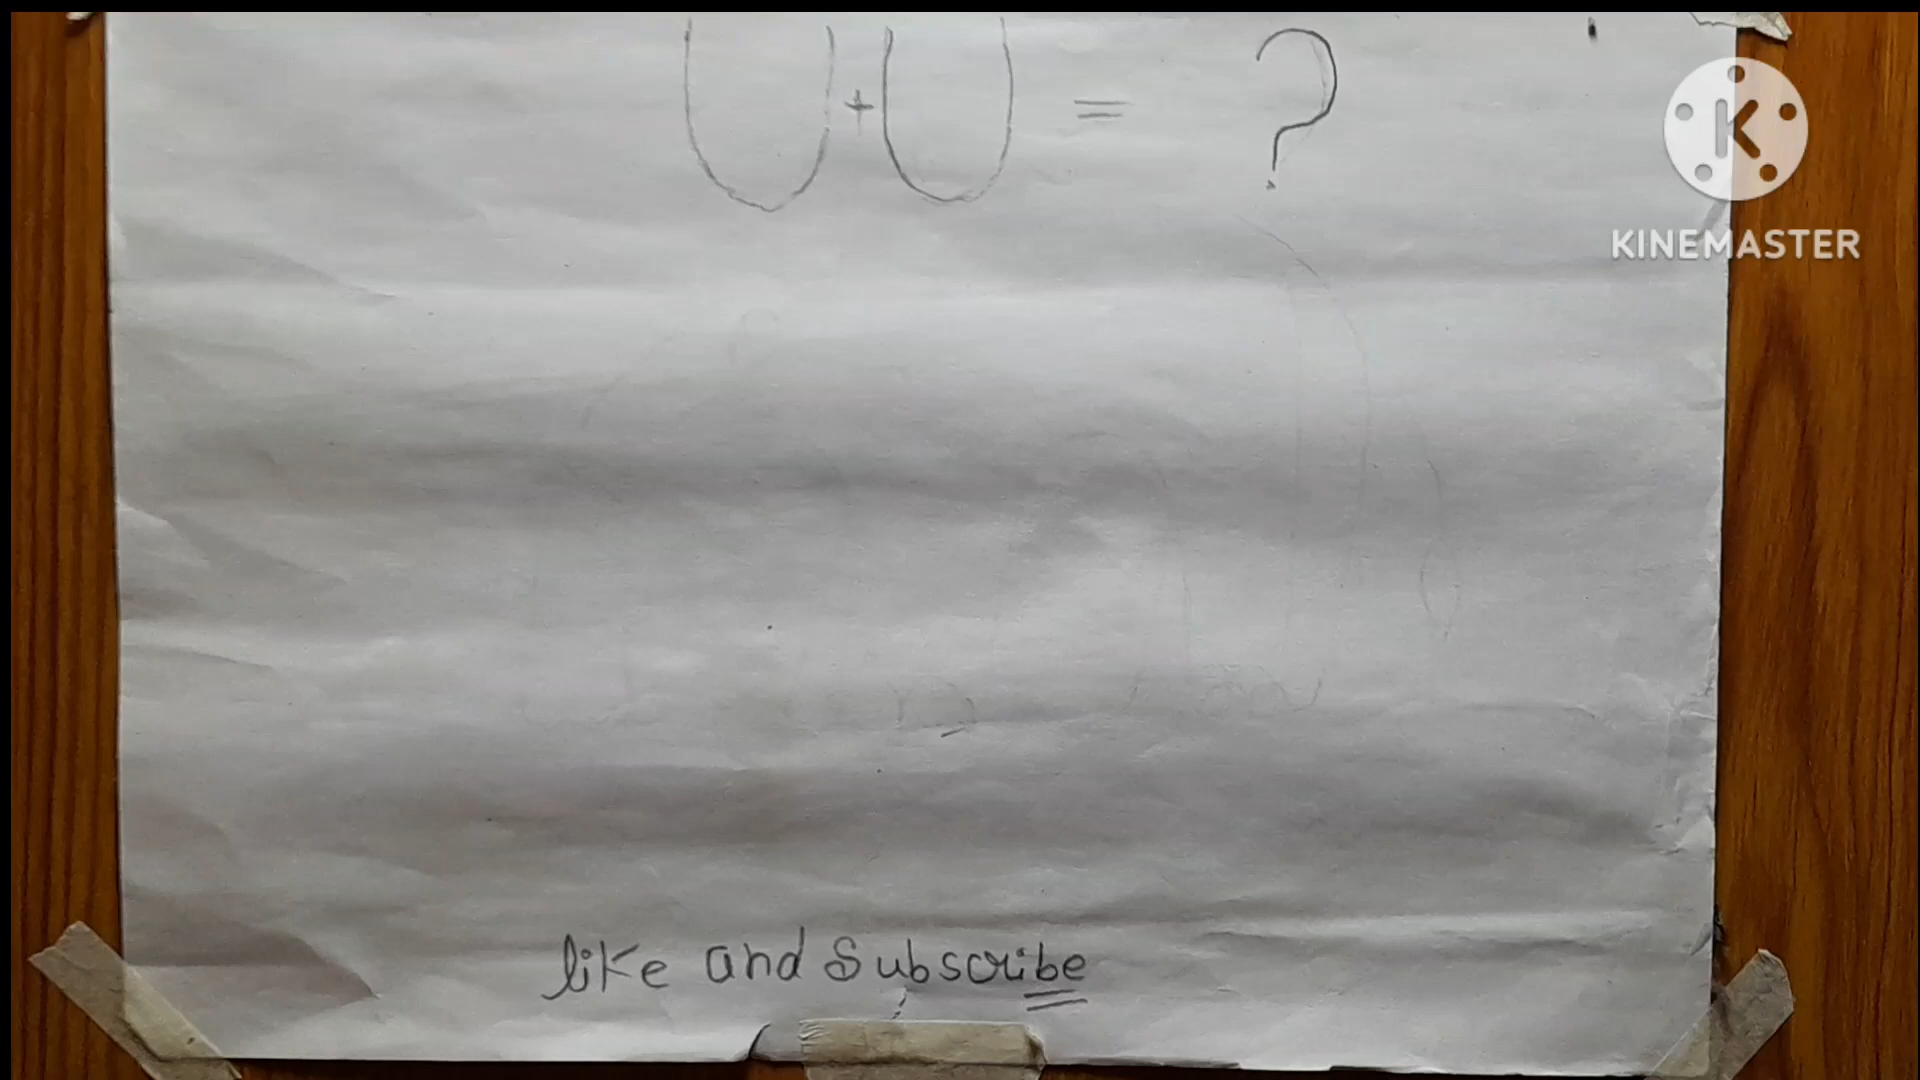 U + U = ?
KINEMASTER
like and Subscribe